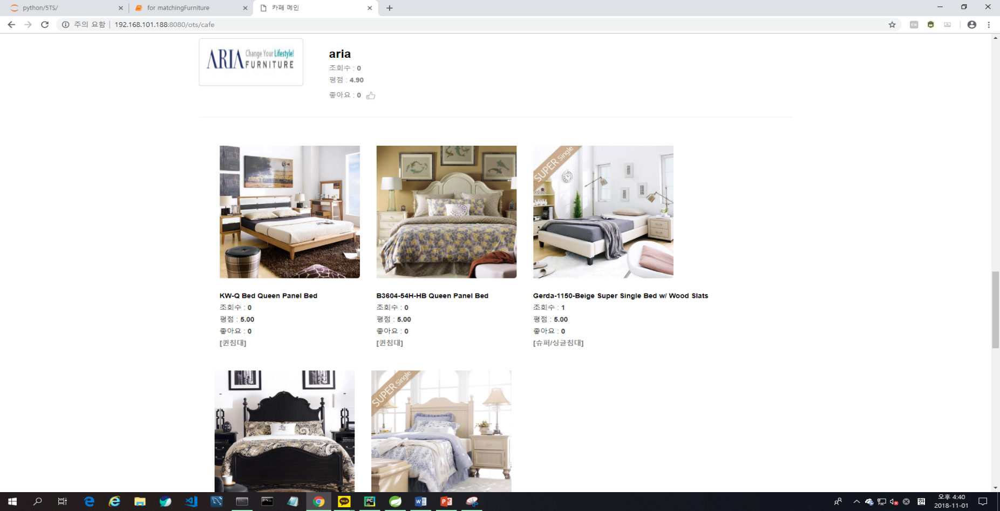 python/5TS/
for matchingFurniture
카페 메인
주의 요함
192.168.101.188:8080/ots/cafe
ARIA Change Your Lifestyle!
FURNITURE
aria
조회수 : 0
평점 : 4.90
좋아요 : 0
SUPER Single
KW-Q Bed Queen Panel Bed
조회수 : 0
평점 : 5.00
좋아요 : 0
[퀸침대]
B3604-54H-HB Queen Panel Bed
조회수 : 0
평점 : 5.00
좋아요 : 0
[퀸침대]
Gerda-1150-Beige Super Single Bed w/ Wood Slats
조회수 : 1
평점 : 5.00
좋아요 : 0
[슈퍼/싱글침대]
SUPER Single
TALK
PC
한
오후 4:40
2018-11-01